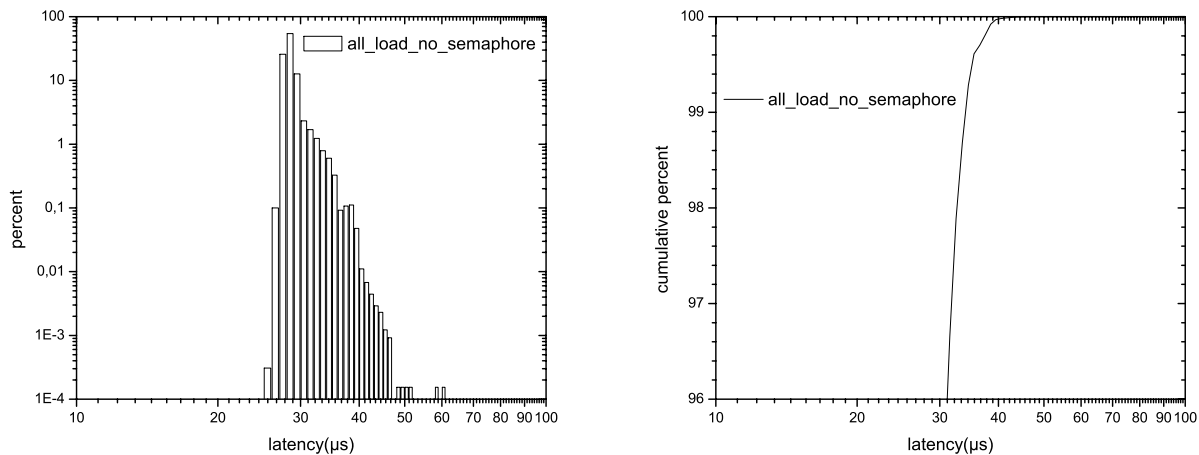 100
10
1
0,1
0,01
1E-3
1E-4
percent
all_load_no_semaphore
10 20 30 40 50 60 70 80 90 100
latency(μs)
100
99
98
97
96
cumulative percent
all_load_no_semaphore
10 20 30 40 50 60 70 80 90 100
latency(μs)